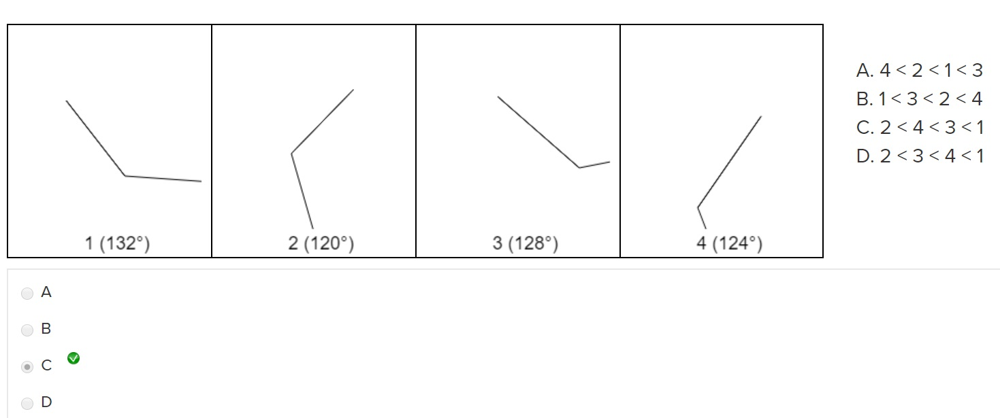 1 (132°)
2 (120°)
3 (128°)
4 (124°)
A. 4 < 2 < 1 < 3
B. 1 < 3 < 2 < 4
C. 2 < 4 < 3 < 1
D. 2 < 3 < 4 < 1
A
B
C
D